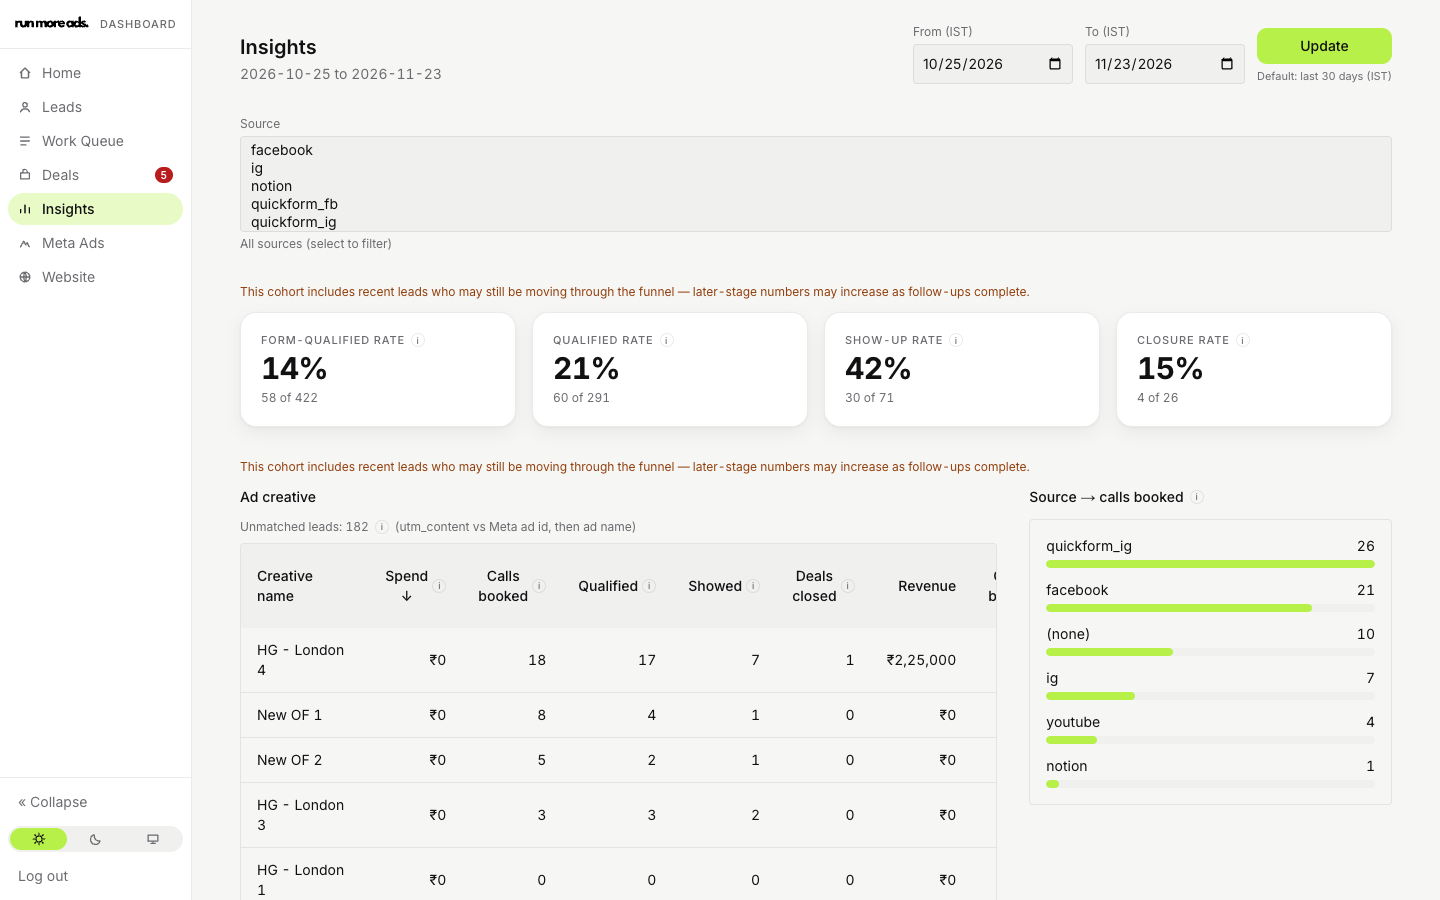 run more ads. DASHBOARD
Home
Leads
Work Queue
Deals 5
Insights
Meta Ads
Website
« Collapse
Log out
Insights
2026-10-25 to 2026-11-23
From (IST)
10/25/2026
To (IST)
11/23/2026
Update
Default: last 30 days (IST)
Source
facebook
ig
notion
quickform_fb
quickform_ig
All sources (select to filter)
This cohort includes recent leads who may still be moving through the funnel — later-stage numbers may increase as follow-ups complete.
FORM-QUALIFIED RATE i
14%
58 of 422
QUALIFIED RATE i
21%
60 of 291
SHOW-UP RATE i
42%
30 of 71
CLOSURE RATE i
15%
4 of 26
This cohort includes recent leads who may still be moving through the funnel — later-stage numbers may increase as follow-ups complete.
Ad creative
Unmatched leads: 182 i (utm_content vs Meta ad id, then ad name)
Creative name Spend ↓ i Calls booked i Qualified i Showed i Deals closed i Revenue
HG - London 4 ₹0 18 17 7 1 ₹2,25,000
New OF 1 ₹0 8 4 1 0 ₹0
New OF 2 ₹0 5 2 1 0 ₹0
HG - London 3 ₹0 3 3 2 0 ₹0
HG - London 1 ₹0 0 0 0 0 ₹0
Source → calls booked i
quickform_ig 26
facebook 21
(none) 10
ig 7
youtube 4
notion 1